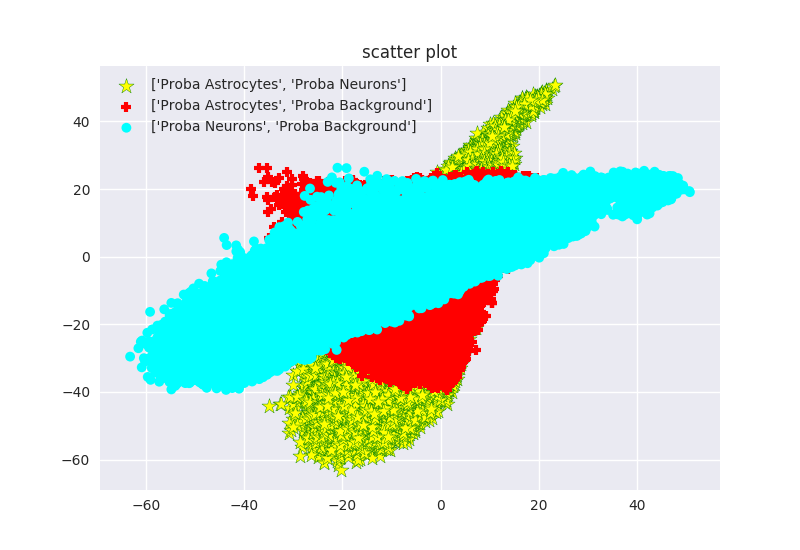 scatter plot
['Proba Astrocytes', 'Proba Neurons']
['Proba Astrocytes', 'Proba Background']
['Proba Neurons', 'Proba Background']
40
20
0
−20
−40
−60
−60 −40 −20 0 20 40